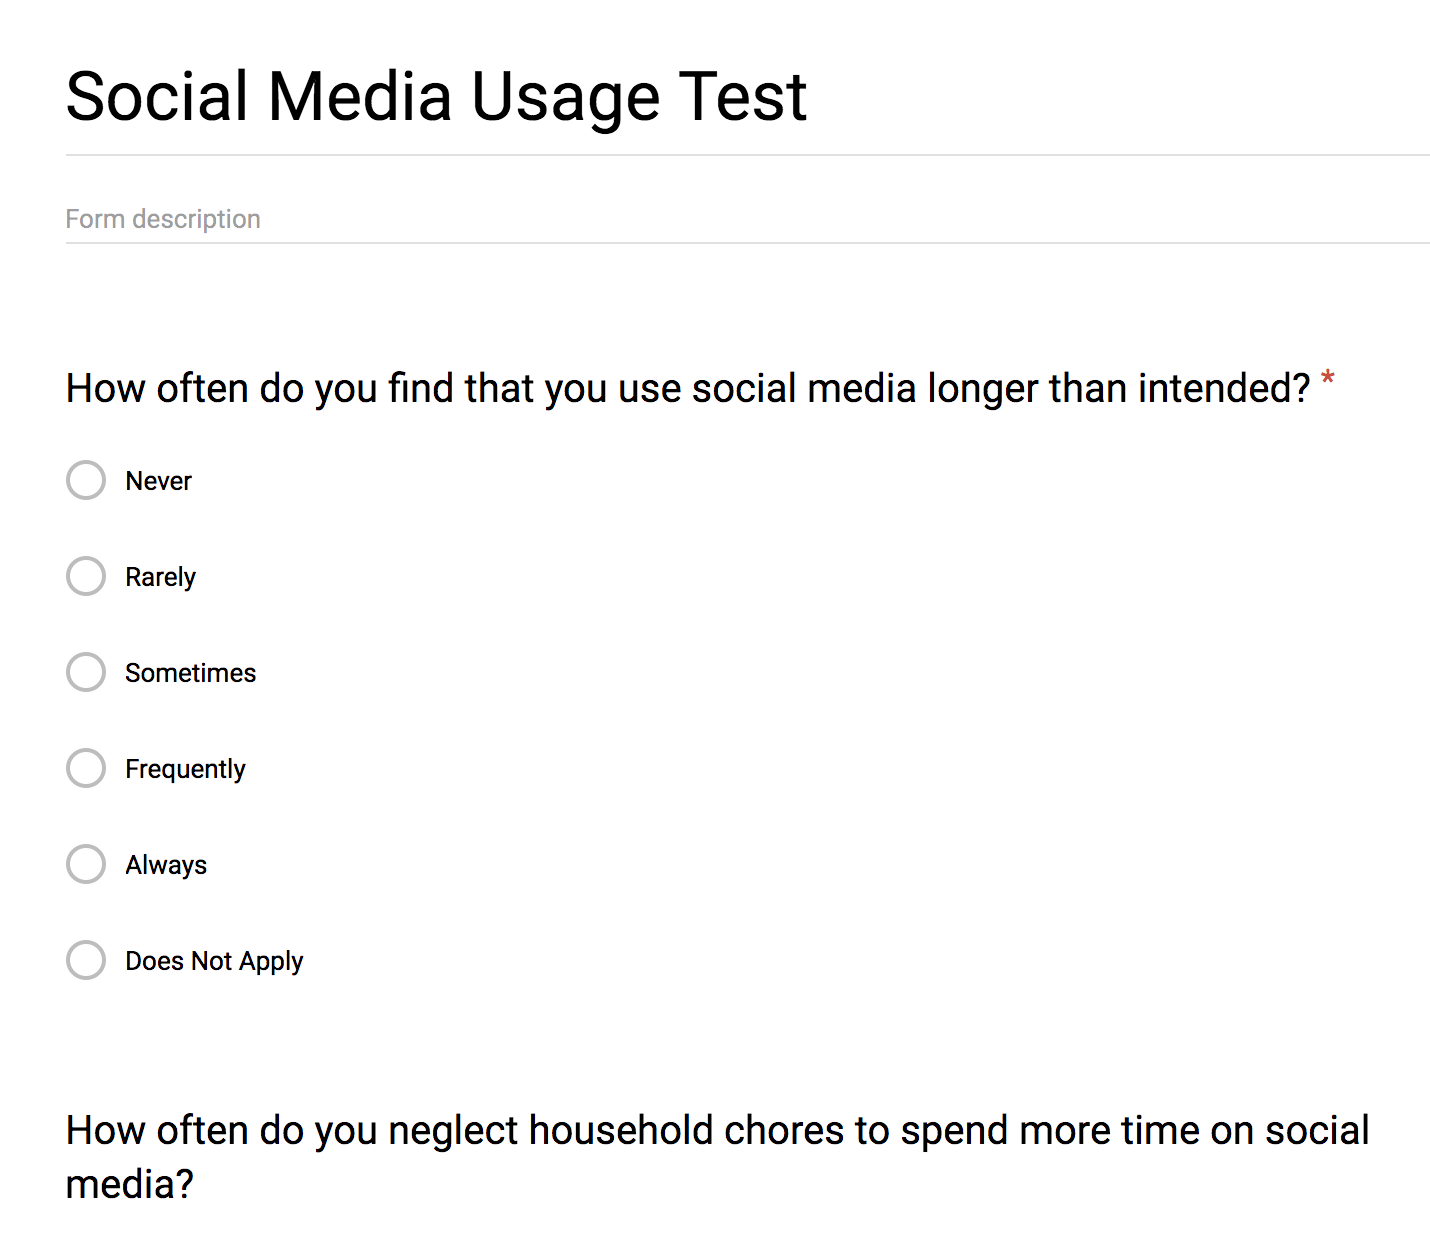 Social Media Usage Test
Form description
How often do you find that you use social media longer than intended? *
Never
Rarely
Sometimes
Frequently
Always
Does Not Apply
How often do you neglect household chores to spend more time on social
media?